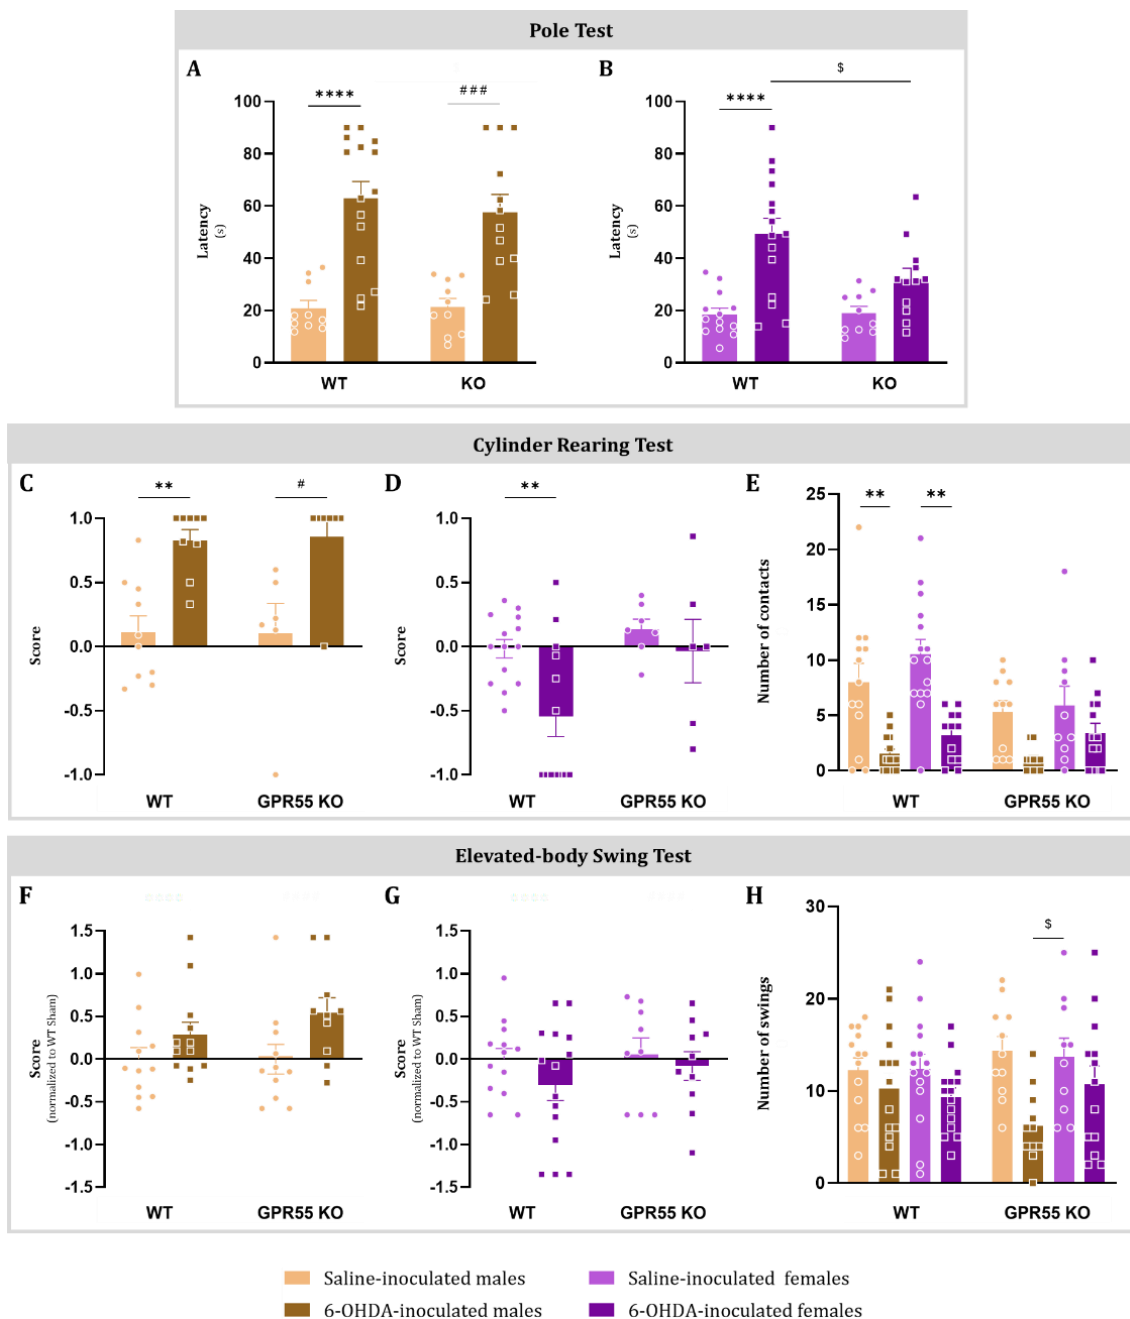 Pole Test
A
B
****
###
****
$
100
80
60
40
20
0
Latency
(s)
WT
KO
100
80
60
40
20
0
Latency
(s)
WT
KO
Cylinder Rearing Test
C
D
E
**
#
**
**
**
1.0
0.5
0.0
-0.5
-1.0
Score
WT
GPR55 KO
1.0
0.5
0.0
-0.5
-1.0
Score
WT
GPR55 KO
25
20
15
10
5
0
Number of contacts
WT
GPR55 KO
Elevated-body Swing Test
F
G
H
1.5
1.0
0.5
0.0
-0.5
-1.0
-1.5
Score
(normalized to WT Sham)
WT
GPR55 KO
1.5
1.0
0.5
0.0
-0.5
-1.0
-1.5
Score
(normalized to WT Sham)
WT
GPR55 KO
$
30
20
10
0
Number of swings
WT
GPR55 KO
Saline-inoculated males
Saline-inoculated females
6-OHDA-inoculated males
6-OHDA-inoculated females